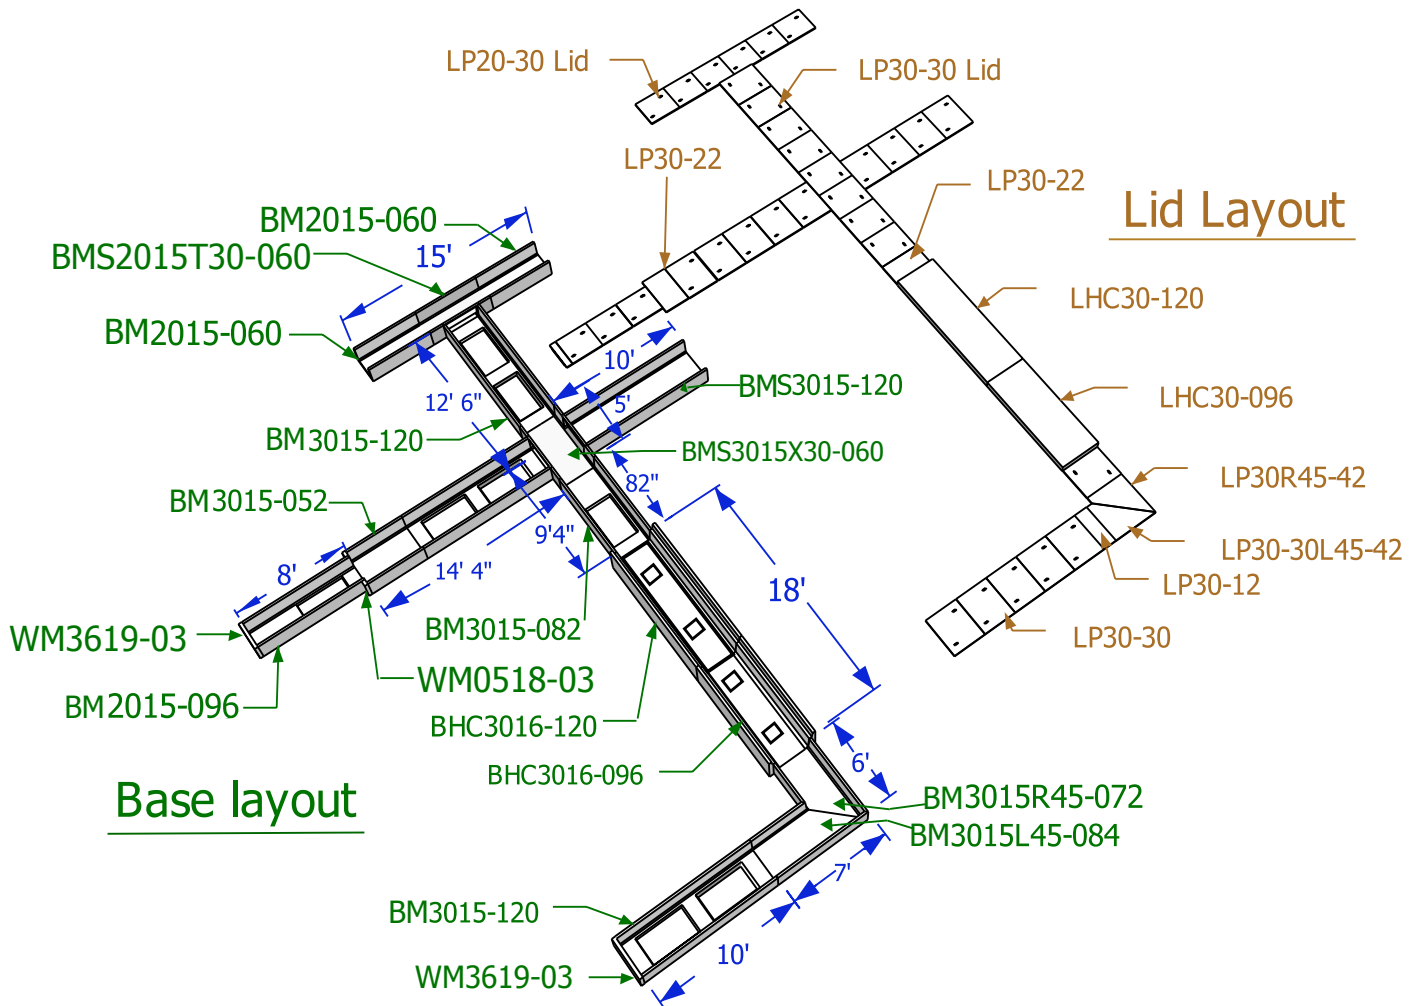 LP20-30 Lid
LP30-30 Lid
LP30-22
LP30-22
Lid Layout
BM2015-060
BMS2015T30-060
15'
BM2015-060
LHC30-120
10'
12' 6"
5'
BMS3015-120
LHC30-096
BM3015-120
BMS3015X30-060
82"
LP30R45-42
BM3015-052
9'4"
14' 4"
8'
18'
LP30-30L45-42
LP30-12
WM3619-03
BM3015-082
LP30-30
WM0518-03
BM2015-096
BHC3016-120
BHC3016-096
6'
Base layout
BM3015R45-072
BM3015L45-084
7'
BM3015-120
10'
WM3619-03